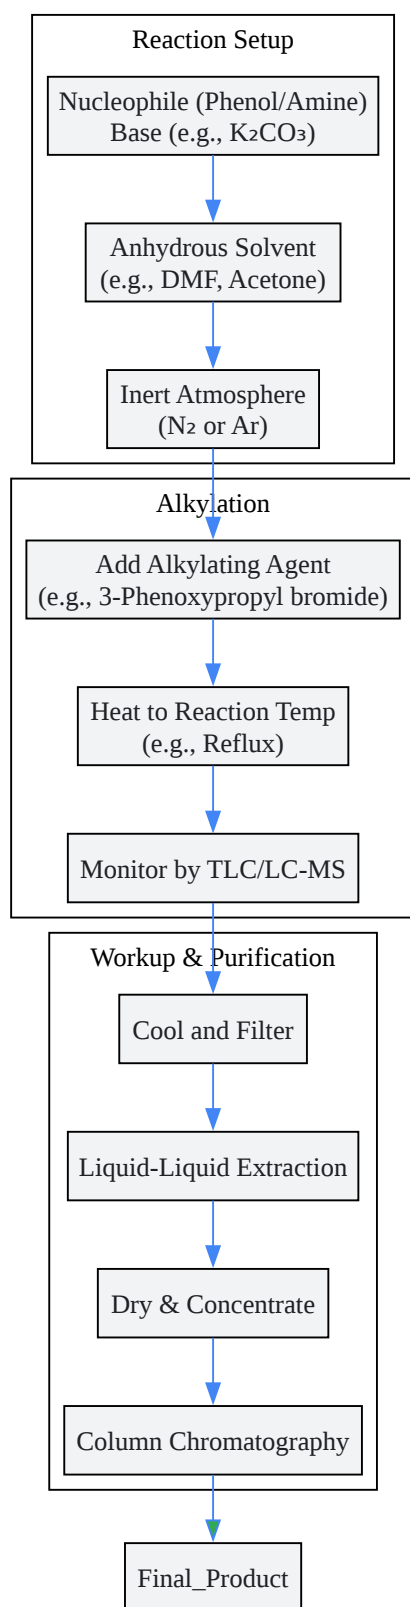 Reaction Setup
Nucleophile (Phenol/Amine)
Base (e.g., K₂CO₃)
Anhydrous Solvent
(e.g., DMF, Acetone)
Inert Atmosphere
(N₂ or Ar)
Alkylation
Add Alkylating Agent
(e.g., 3-Phenoxypropyl bromide)
Heat to Reaction Temp
(e.g., Reflux)
Monitor by TLC/LC-MS
Workup & Purification
Cool and Filter
Liquid-Liquid Extraction
Dry & Concentrate
Column Chromatography
Final_Product